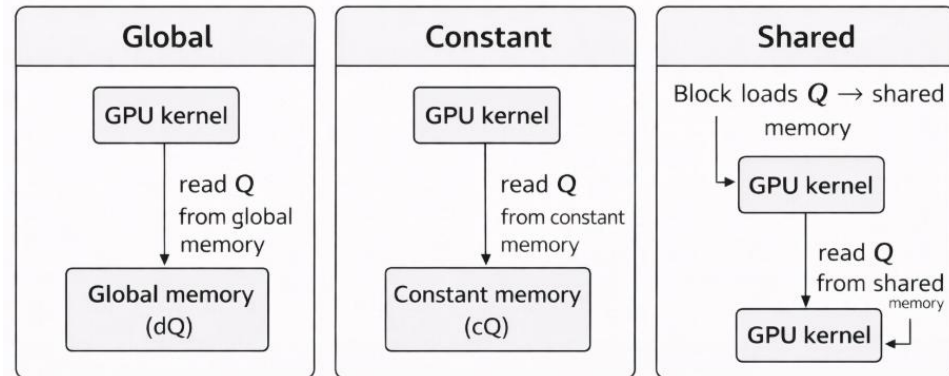 Global
GPU kernel
read Q
from global
memory
Global memory
(dQ)
Constant
GPU kernel
read Q
from constant
memory
Constant memory
(cQ)
Shared
Block loads Q → shared
memory
GPU kernel
read Q
from shared
memory
GPU kernel